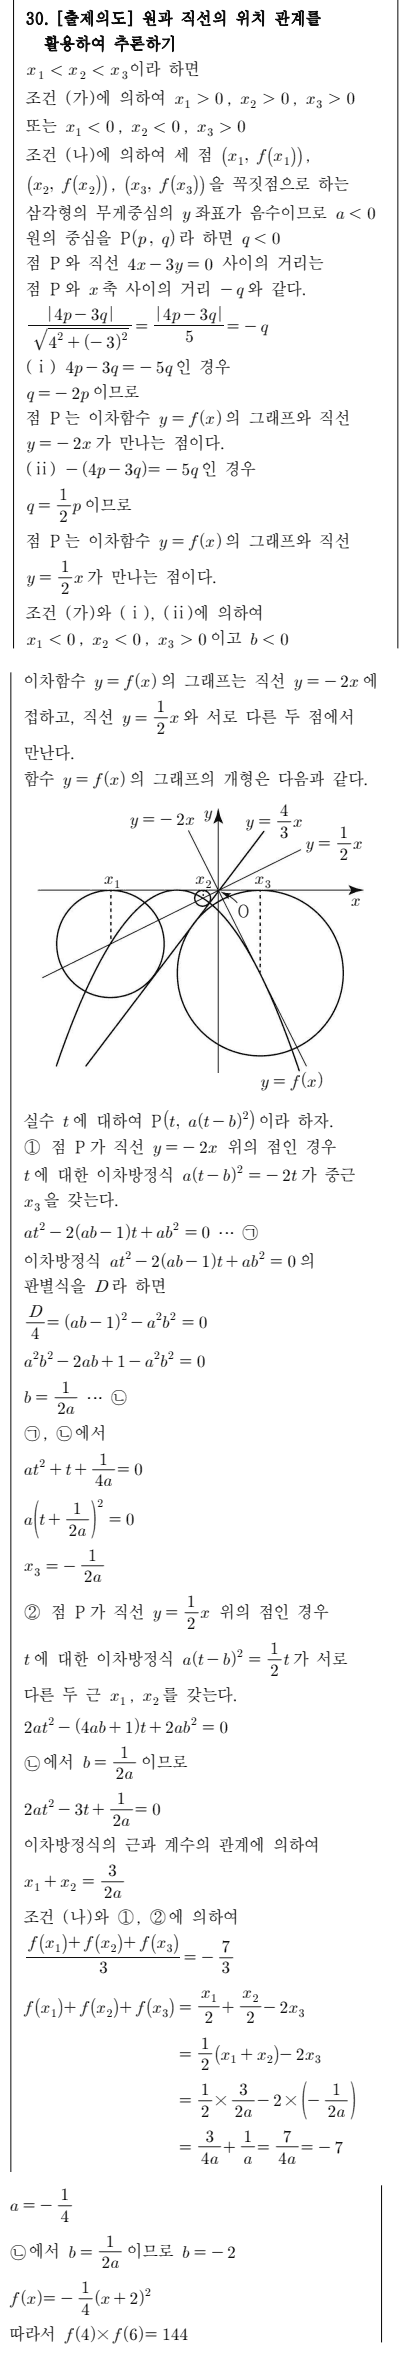 30. [출제의도] 원과 직선의 위치 관계를
활용하여 추론하기
x₁ < x₂ < x₃이라 하면
조건 (가)에 의하여 x₁ > 0, x₂ > 0, x₃ > 0
또는 x₁ < 0, x₂ < 0, x₃ > 0
조건 (나)에 의하여 세 점 (x₁, f(x₁)),
(x₂, f(x₂)), (x₃, f(x₃))을 꼭짓점으로 하는
삼각형의 무게중심의 y좌표가 음수이므로 a < 0
원의 중심을 P(p, q)라 하면 q < 0
점 P와 직선 4x − 3y = 0 사이의 거리는
점 P와 x축 사이의 거리 −q와 같다.
|4p − 3q| / √(4² + (−3)²) = |4p − 3q| / 5 = −q
(ⅰ) 4p − 3q = −5q인 경우
q = −2p이므로
점 P는 이차함수 y = f(x)의 그래프와 직선
y = −2x가 만나는 점이다.
(ⅱ) −(4p − 3q) = −5q인 경우
q = 1/2 p이므로
점 P는 이차함수 y = f(x)의 그래프와 직선
y = 1/2 x가 만나는 점이다.
조건 (가)와 (ⅰ), (ⅱ)에 의하여
x₁ < 0, x₂ < 0, x₃ > 0이고 b < 0
이차함수 y = f(x)의 그래프는 직선 y = −2x에
접하고, 직선 y = 1/2 x와 서로 다른 두 점에서
만난다.
함수 y = f(x)의 그래프의 개형은 다음과 같다.
y = −2x y y = 4/3 x
y = 1/2 x
x₁ x₂ x₃
x
O
y = f(x)
실수 t에 대하여 P(t, a(t − b)²)이라 하자.
① 점 P가 직선 y = −2x 위의 점인 경우
t에 대한 이차방정식 a(t − b)² = −2t가 중근
x₃을 갖는다.
at² − 2(ab − 1)t + ab² = 0 ⋯ ㉠
이차방정식 at² − 2(ab − 1)t + ab² = 0의
판별식을 D라 하면
D/4 = (ab − 1)² − a²b² = 0
a²b² − 2ab + 1 − a²b² = 0
b = 1/2a ⋯ ㉡
㉠, ㉡에서
at² + t + 1/4a = 0
a(t + 1/2a)² = 0
x₃ = −1/2a
② 점 P가 직선 y = 1/2 x 위의 점인 경우
t에 대한 이차방정식 a(t − b)² = 1/2 t가 서로
다른 두 근 x₁, x₂를 갖는다.
2at² − (4ab + 1)t + 2ab² = 0
㉡에서 b = 1/2a이므로
2at² − 3t + 1/2a = 0
이차방정식의 근과 계수의 관계에 의하여
x₁ + x₂ = 3/2a
조건 (나)와 ①, ②에 의하여
(f(x₁) + f(x₂) + f(x₃))/3 = −7/3
f(x₁) + f(x₂) + f(x₃) = x₁/2 + x₂/2 − 2x₃
= 1/2 (x₁ + x₂) − 2x₃
= 1/2 × 3/2a − 2 × (−1/2a)
= 3/4a + 1/a = 7/4a = −7
a = −1/4
㉡에서 b = 1/2a이므로 b = −2
f(x) = −1/4 (x + 2)²
따라서 f(4) × f(6) = 144